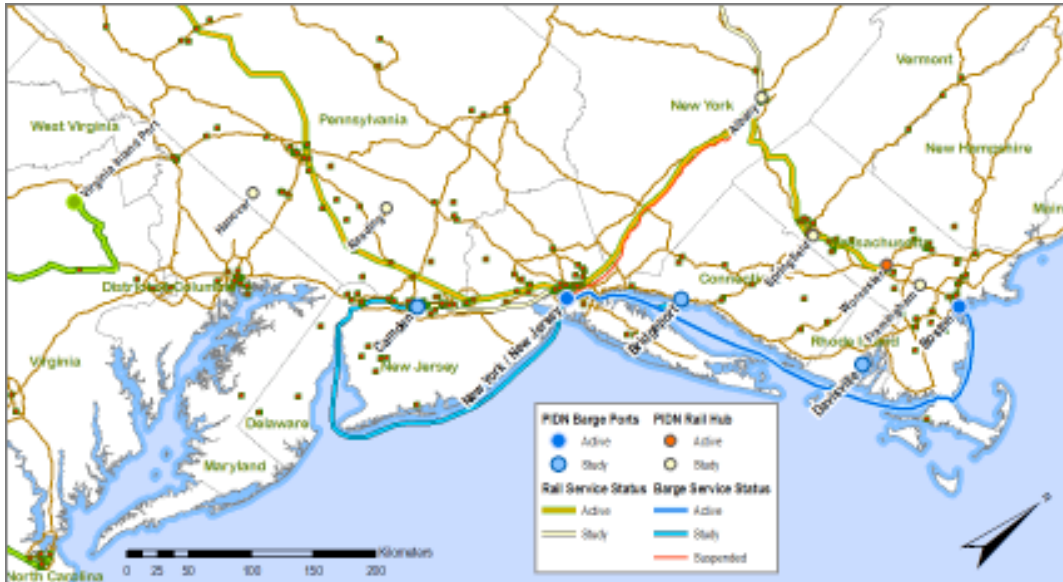 Vermont
New York
Albany
West Virginia
Pennsylvania
New Hampshire
Virginia Inland Port
Hanover
Reading
Springfield
Massachusetts
Connecticut
Worcester
Framingham
District of Columbia
Camden
New York / New Jersey
Bridgeport
Rhode Island
Boston
Davisville
Virginia
New Jersey
Delaware
Maryland
PIDN Barge Ports
Active
Study
PIDN Rail Hub
Active
Study
Rail Service Status
Active
Study
Barge Service Status
Active
Study
Suspended
Kilometers
0 25 50 100 150 200
North Carolina